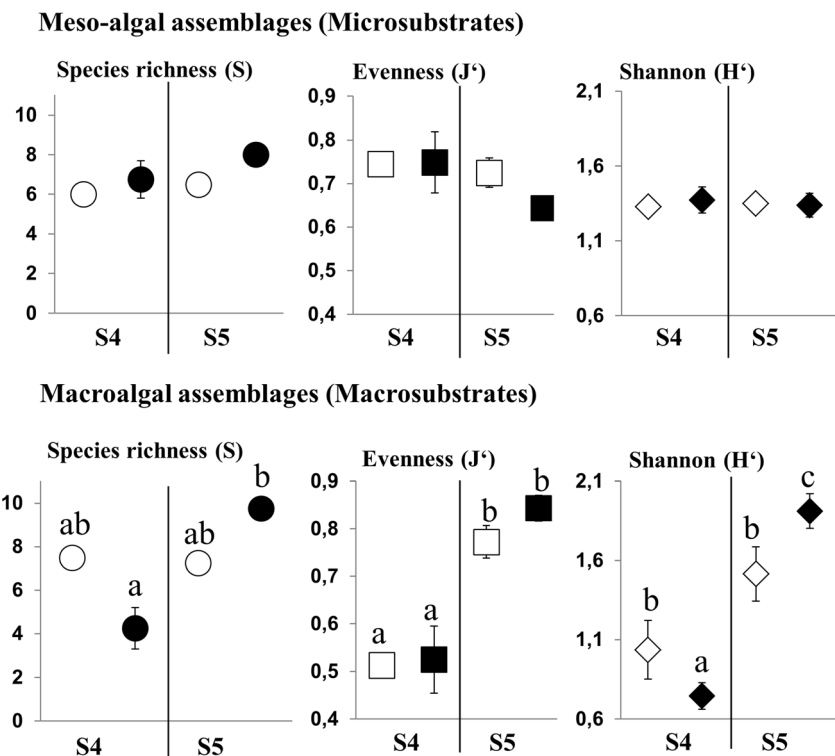 Meso-algal assemblages (Microsubstrates)
Species richness (S)
10
8
6
4
2
0
S4 S5
Evenness (J‘)
0,9
0,8
0,7
0,6
0,5
0,4
S4 S5
Shannon (H‘)
2,1
1,6
1,1
0,6
S4 S5
Macroalgal assemblages (Macrosubstrates)
Species richness (S)
10
8
6
4
2
0
ab
a
ab
b
S4 S5
Evenness (J‘)
0,9
0,8
0,7
0,6
0,5
0,4
a
a
b
b
S4 S5
Shannon (H‘)
2,1
1,6
1,1
0,6
b
a
b
c
S4 S5